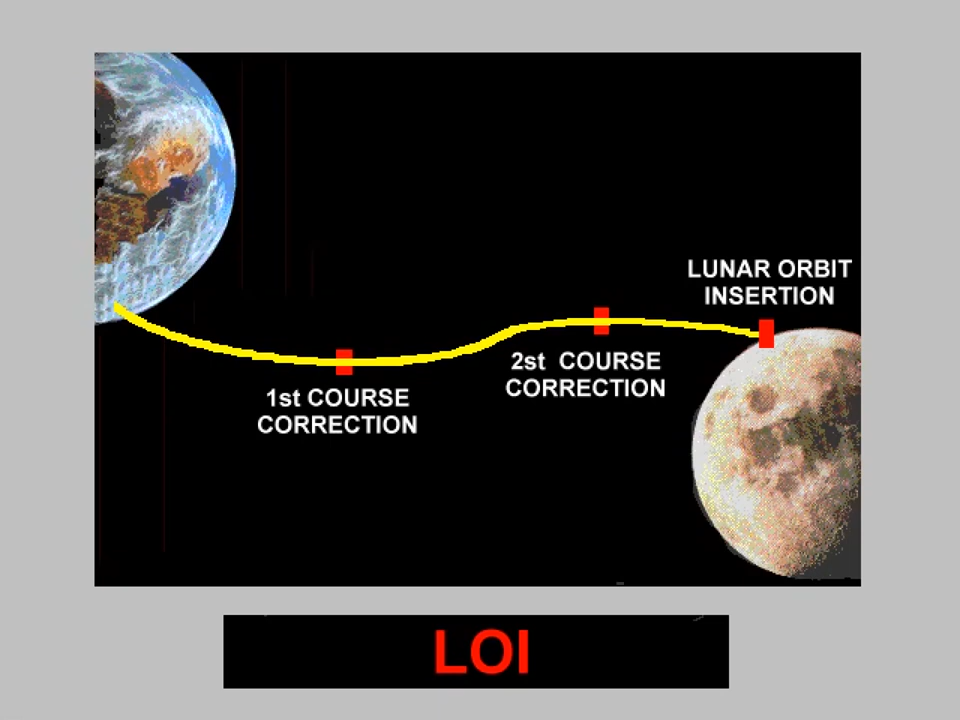 LUNAR ORBIT
INSERTION
2st COURSE
CORRECTION
1st COURSE
CORRECTION
LOI